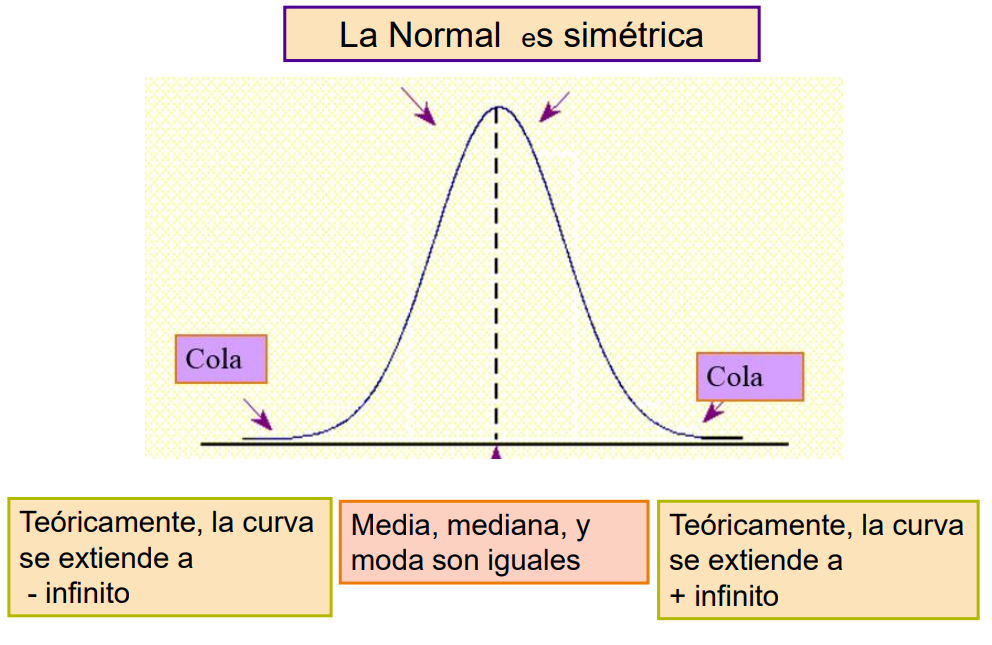 La Normal es simétrica
Cola
Cola
Teóricamente, la curva
se extiende a
- infinito
Media, mediana, y
moda son iguales
Teóricamente, la curva
se extiende a
+ infinito